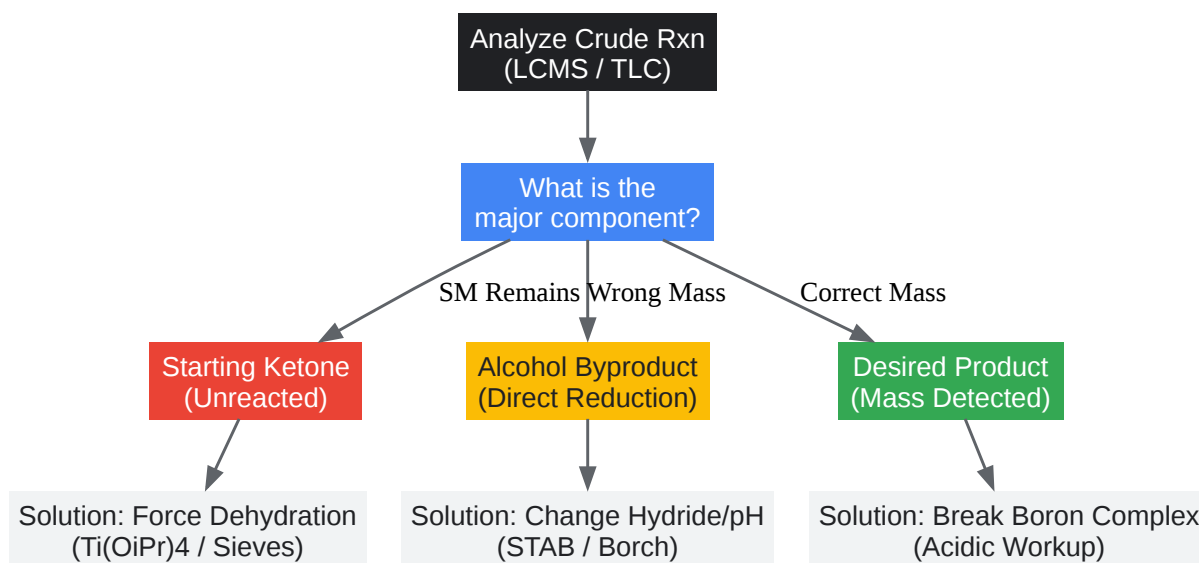 Analyze Crude Rxn
(LCMS / TLC)
What is the
major component?
SM Remains
Wrong Mass
Correct Mass
Starting Ketone
(Unreacted)
Alcohol Byproduct
(Direct Reduction)
Desired Product
(Mass Detected)
Solution: Force Dehydration
(Ti(OiPr)4 / Sieves)
Solution: Change Hydride/pH
(STAB / Borch)
Solution: Break Boron Complex
(Acidic Workup)